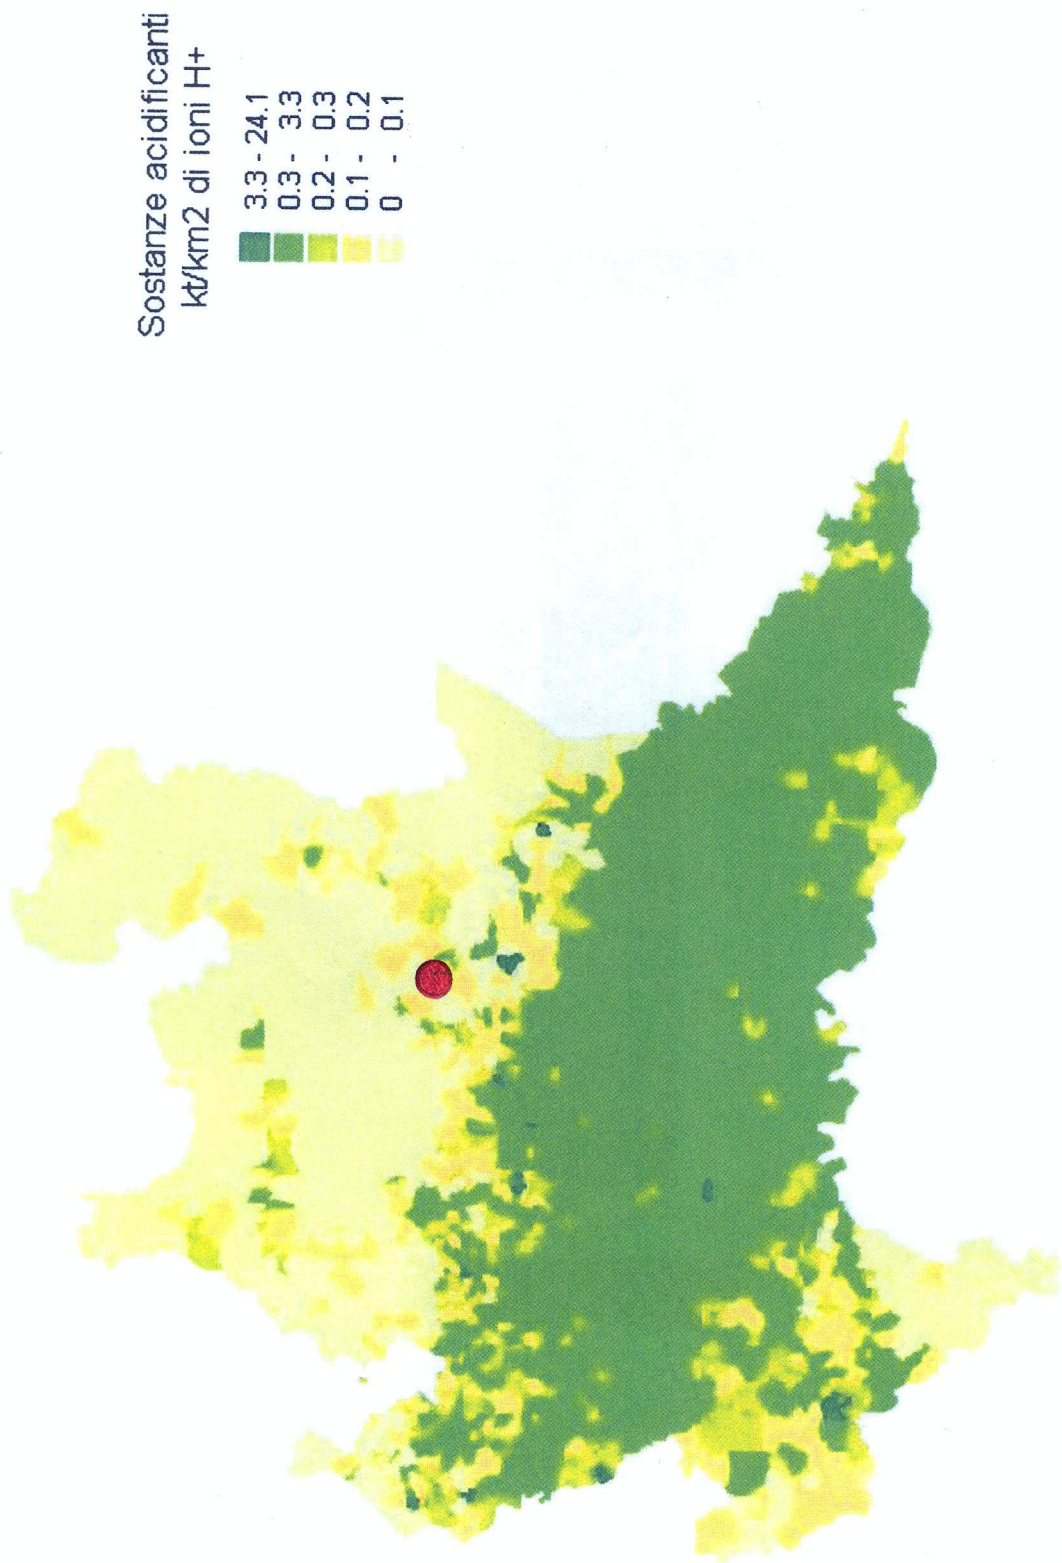 Sostanze acidificanti
kt/km2 di ioni H+
3.3 - 24.1
0.3 - 3.3
0.2 - 0.3
0.1 - 0.2
0 - 0.1